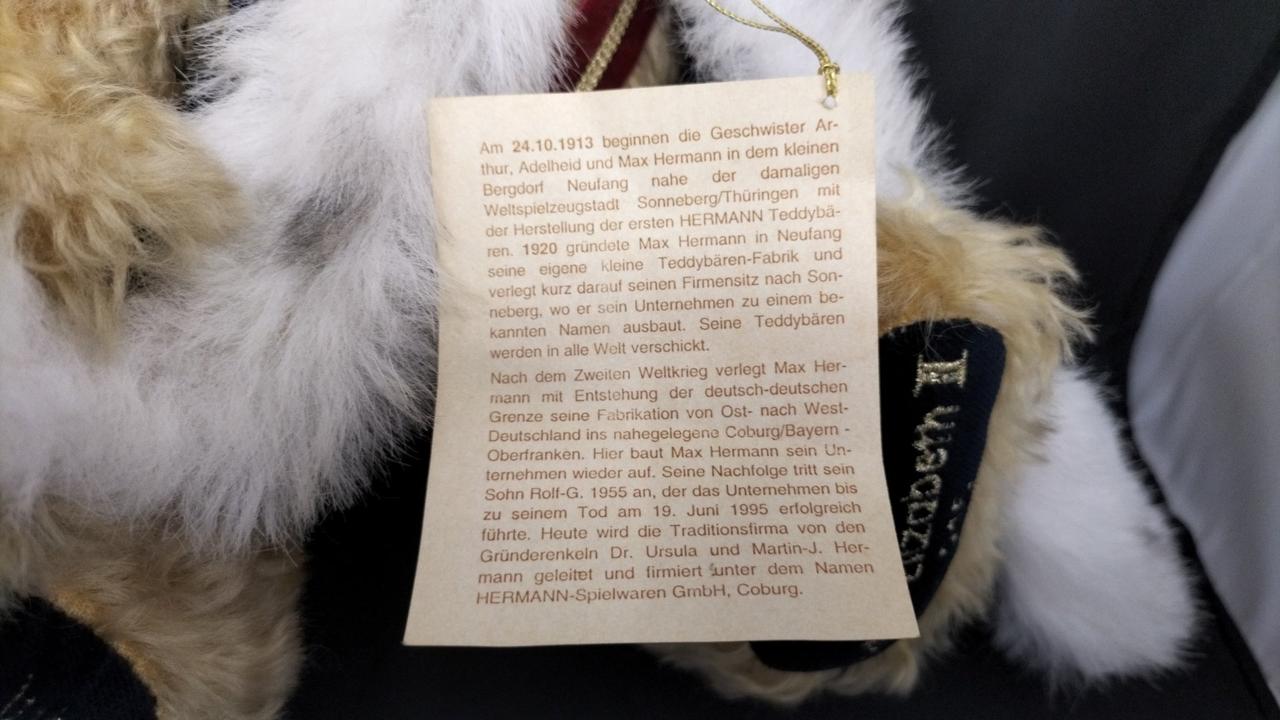 Am 24.10.1913 beginnen die Geschwister Ar-
thur, Adelheid und Max Hermann in dem kleinen
Bergdorf Neufang nahe der damaligen
Weltspielzeugstadt Sonneberg/Thüringen mit
der Herstellung der ersten HERMANN Teddybä-
ren. 1920 gründete Max Hermann in Neufang
seine eigene kleine Teddybären-Fabrik und
verlegt kurz darauf seinen Firmensitz nach Son-
neberg, wo er sein Unternehmen zu einem be-
kannten Namen ausbaut. Seine Teddybären
werden in alle Welt verschickt.
Nach dem Zweiten Weltkrieg verlegt Max Her-
mann mit Entstehung der deutsch-deutschen
Grenze seine Fabrikation von Ost- nach West-
Deutschland ins nahegelegene Coburg/Bayern -
Oberfranken. Hier baut Max Hermann sein Un-
ternehmen wieder auf. Seine Nachfolge tritt sein
Sohn Rolf-G. 1955 an, der das Unternehmen bis
zu seinem Tod am 19. Juni 1995 erfolgreich
führte. Heute wird die Traditionsfirma von den
Gründerenkeln Dr. Ursula und Martin-J. Her-
mann geleitet und firmiert unter dem Namen
HERMANN-Spielwaren GmbH, Coburg.
II